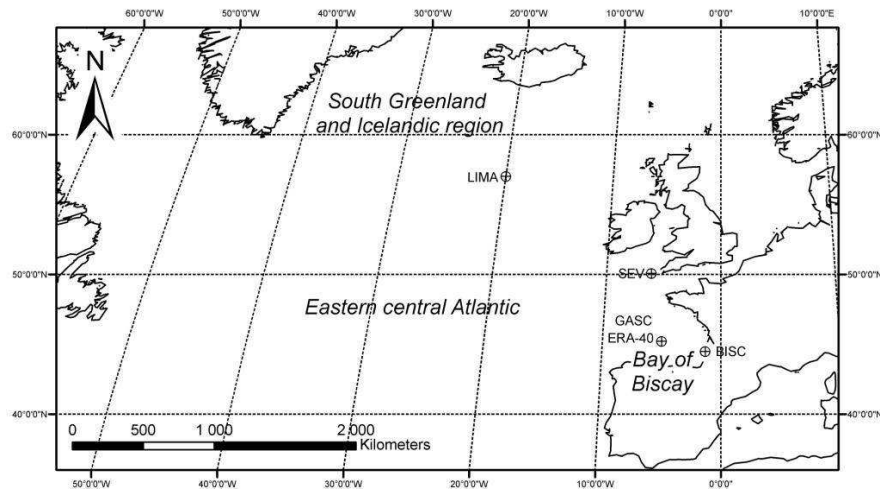 60°0'0"W 50°0'0"W 40°0'0"W 30°0'0"W 20°0'0"W 10°0'0"W 0°0'0" 10°0'0"E
N
South Greenland
and Icelandic region
60°0'0"N 60°0'0"N
LIMA
SEV
50°0'0"N 50°0'0"N
Eastern central Atlantic
GASC
ERA-40
BISC
Bay of
Biscay
40°0'0"N 40°0'0"N
0 500 1 000 2 000
Kilometers
50°0'0"W 40°0'0"W 30°0'0"W 20°0'0"W 10°0'0"W 0°0'0"